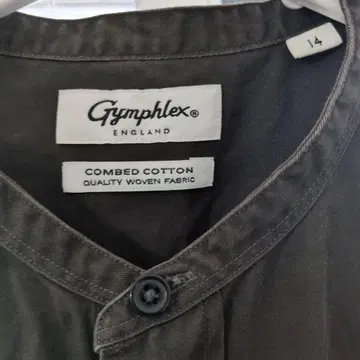 14
Gymphlex®
ENGLAND
COMBED COTTON
QUALITY WOVEN FABRIC